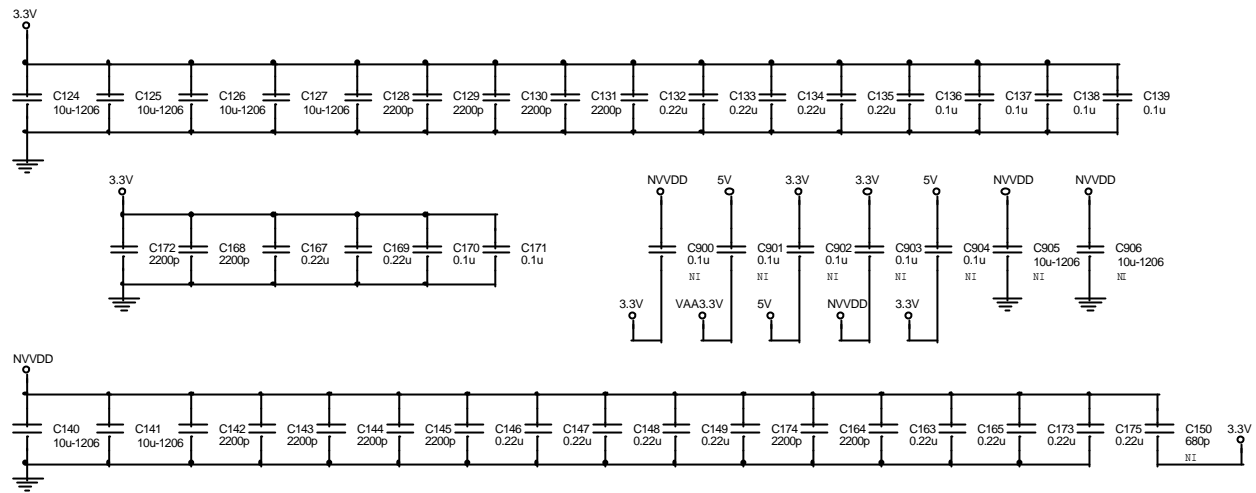 3.3V
C124 C125 C126 C127 C128 C129 C130 C131 C132 C133 C134 C135 C136 C137 C138 C139
10u-1206 10u-1206 10u-1206 10u-1206 2200p 2200p 2200p 2200p 0.22u 0.22u 0.22u 0.22u 0.1u 0.1u 0.1u 0.1u
3.3V NVVDD 5V 3.3V 3.3V 5V NVVDD NVVDD
C172 C168 C167 C169 C170 C171 C900 C901 C902 C903 C904 C905 C906
2200p 2200p 0.22u 0.22u 0.1u 0.1u 0.1u 0.1u 0.1u 0.1u 0.1u 10u-1206 10u-1206
NI NI NI NI NI NI NI
3.3V VAA3.3V 5V NVVDD 3.3V
NVVDD
C140 C141 C142 C143 C144 C145 C146 C147 C148 C149 C174 C164 C163 C165 C173 C175 C150 3.3V
10u-1206 10u-1206 2200p 2200p 2200p 2200p 0.22u 0.22u 0.22u 0.22u 2200p 2200p 0.22u 0.22u 0.22u 0.22u 680p
NI